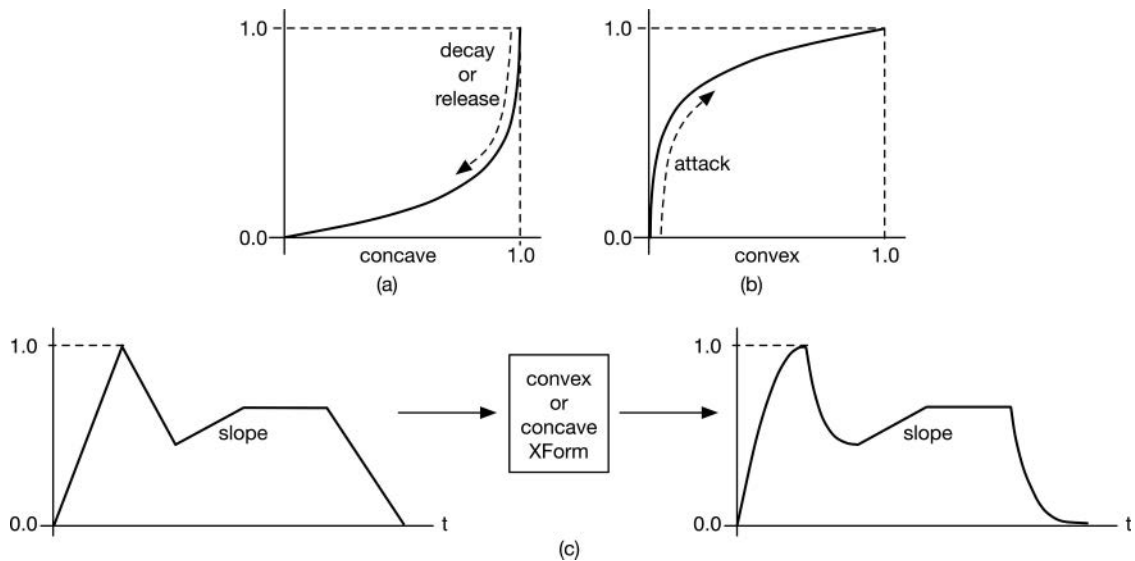 1.0
decay
or
release
0.0
concave
1.0
(a)
1.0
attack
0.0
convex
1.0
(b)
1.0
slope
0.0
t
convex
or
concave
XForm
1.0
slope
0.0
t
(c)